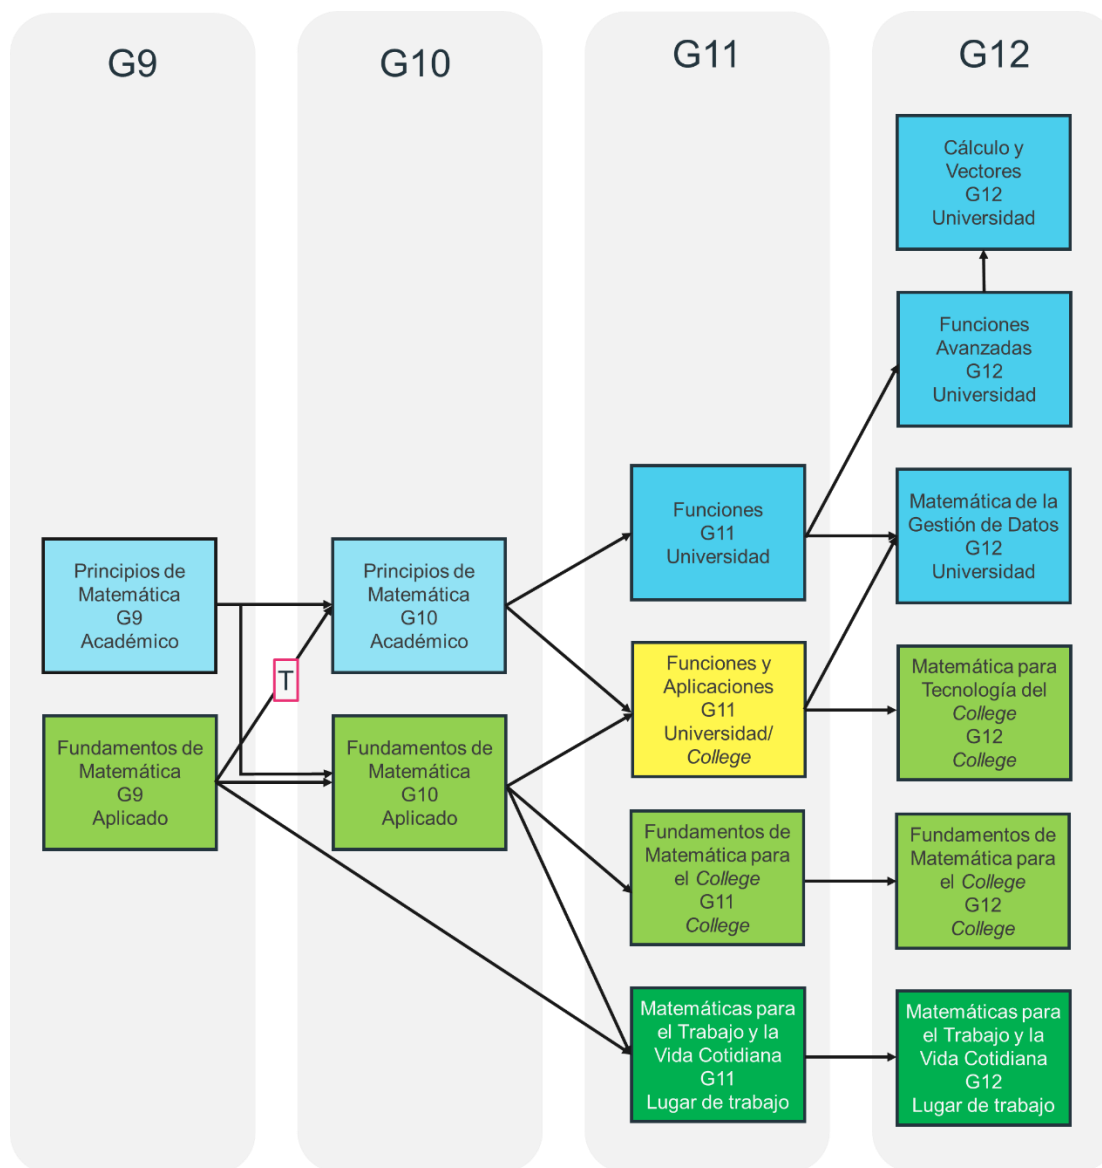 G9
G10
G11
G12
Cálculo y
Vectores
G12
Universidad
Funciones
Avanzadas
G12
Universidad
Funciones
G11
Universidad
Matemática de la
Gestión de Datos
G12
Universidad
Principios de
Matemática
G9
Académico
Principios de
Matemática
G10
Académico
T
Funciones y
Aplicaciones
G11
Universidad/
College
Matemática para
Tecnología del
College
G12
College
Fundamentos de
Matemática
G9
Aplicado
Fundamentos de
Matemática
G10
Aplicado
Fundamentos de
Matemática para
el College
G11
College
Fundamentos de
Matemática para
el College
G12
College
Matemáticas para
el Trabajo y la
Vida Cotidiana
G11
Lugar de trabajo
Matemáticas para
el Trabajo y la
Vida Cotidiana
G12
Lugar de trabajo